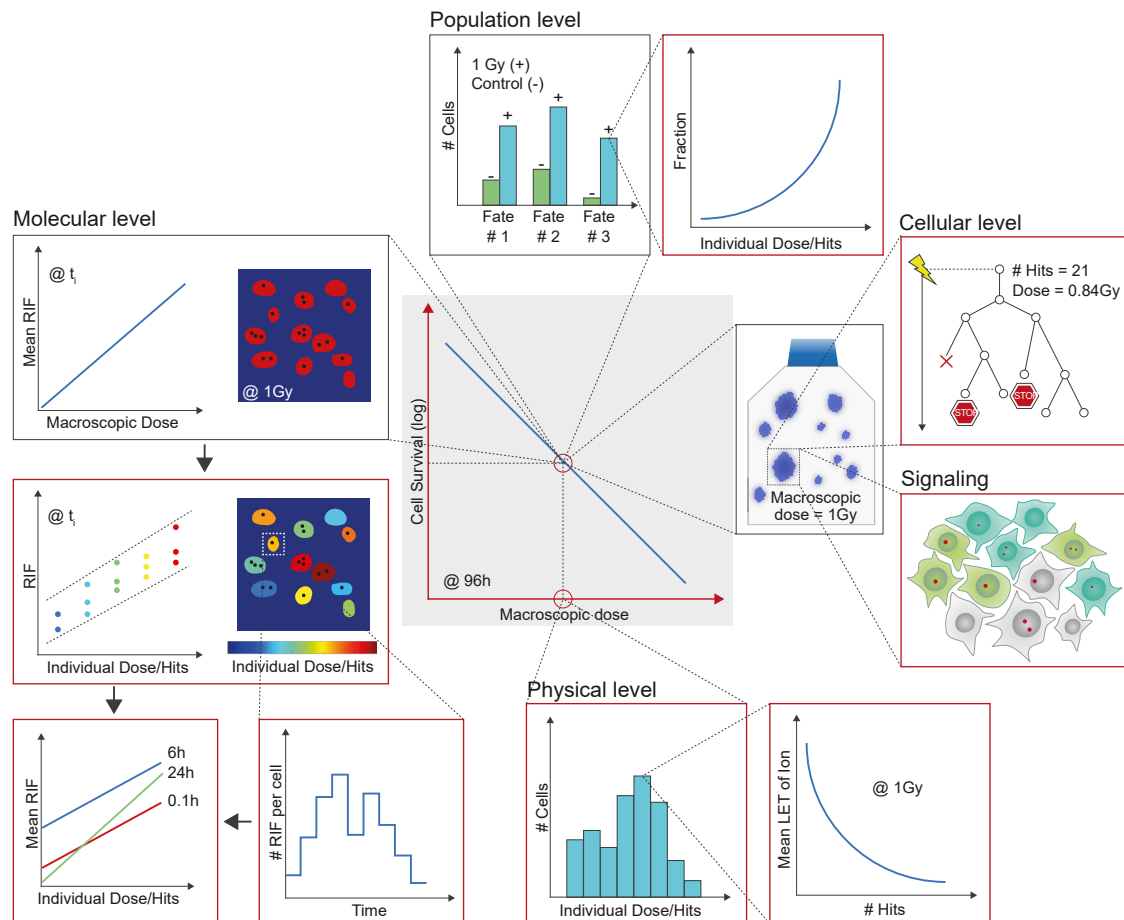 Population level
1 Gy (+)
Control (-)
# Cells
-
+
-
+
-
+
Fate
# 1
Fate
# 2
Fate
# 3
Fraction
Individual Dose/Hits
Molecular level
@ tᵢ
Mean RIF
Macroscopic Dose
@ 1Gy
Cellular level
# Hits = 21
Dose = 0.84Gy
STOP
STOP
Cell Survival (log)
@ 96h
Macroscopic dose
Macroscopic
dose = 1Gy
Signaling
@ tᵢ
RIF
Individual Dose/Hits
Individual Dose/Hits
Mean RIF
6h
24h
0.1h
Individual Dose/Hits
# RIF per cell
Time
Physical level
# Cells
Individual Dose/Hits
Mean LET of Ion
@ 1Gy
# Hits